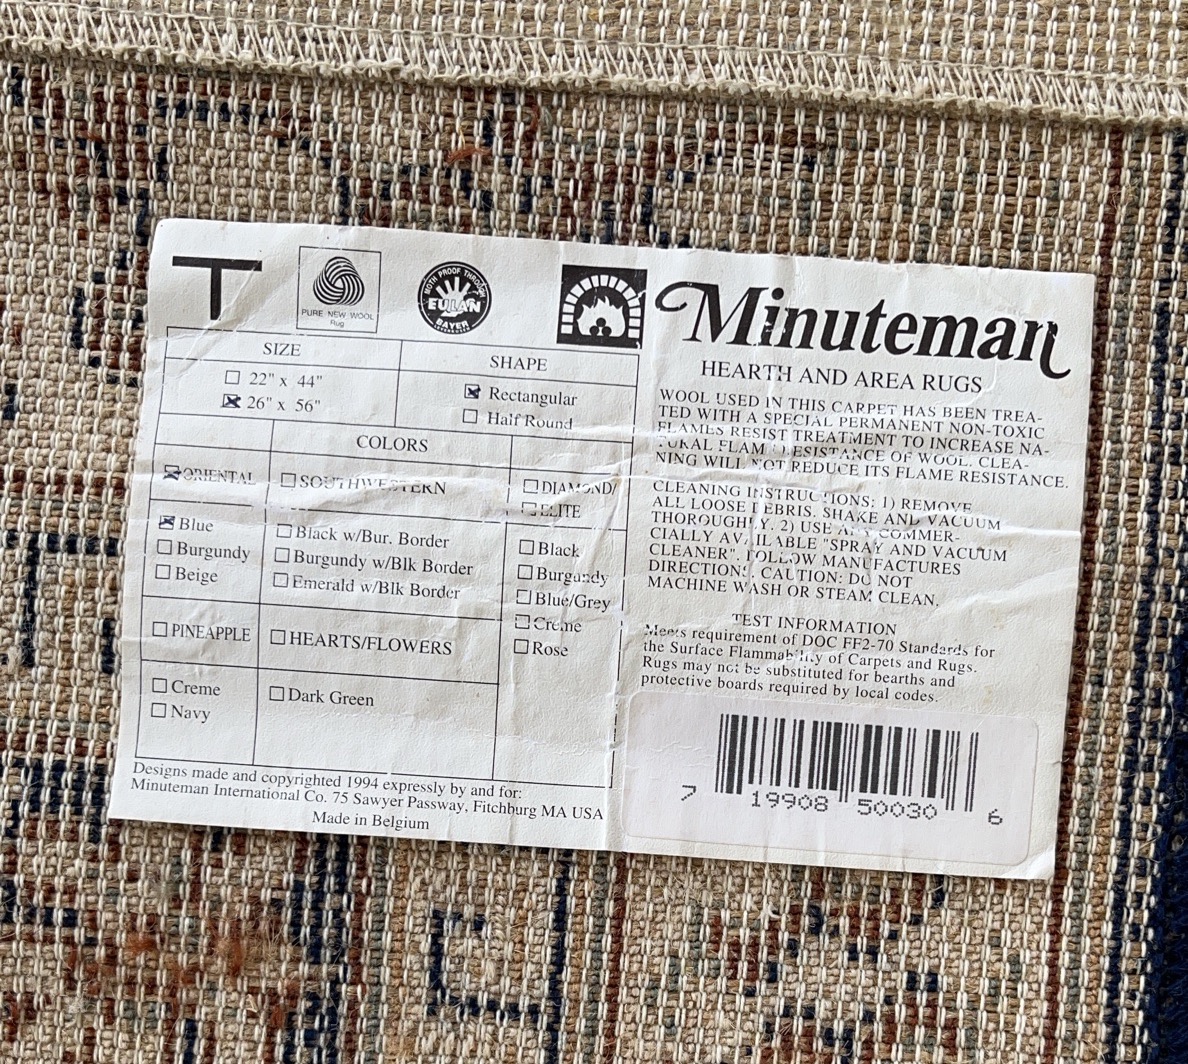 T
PURE NEW WOOL
Rug
MOTH PROOF THROUGH
EULAN
BAYER
Minuteman
HEARTH AND AREA RUGS
SIZE
22" x 44"
26" x 56"
SHAPE
Rectangular
Half Round
COLORS
ORIENTAL
SOUTHWESTERN
DIAMOND/
ELITE
Blue
Burgundy
Beige
Black w/Bur. Border
Burgundy w/Blk Border
Emerald w/Blk Border
Black
Burgundy
Blue/Grey
Creme
Rose
PINEAPPLE
HEARTS/FLOWERS
Creme
Navy
Dark Green
Designs made and copyrighted 1994 expressly by and for:
Minuteman International Co. 75 Sawyer Passway, Fitchburg MA USA
Made in Belgium
WOOL USED IN THIS CARPET HAS BEEN TREA-
TED WITH A SPECIAL PERMANENT NON-TOXIC
FLAMES RESIST TREATMENT TO INCREASE NA-
TURAL FLAM RESISTANCE OF WOOL. CLEA-
NING WILL NOT REDUCE ITS FLAME RESISTANCE.
CLEANING INSTRUCTIONS: 1) REMOVE
ALL LOOSE DEBRIS. SHAKE AND VACUUM
THOROUGHLY. 2) USE ANY COMMER-
CIALLY AVAILABLE "SPRAY AND VACUUM
CLEANER". FOLLOW MANUFACTURES
DIRECTIONS. CAUTION: DO NOT
MACHINE WASH OR STEAM CLEAN.
TEST INFORMATION
Meets requirement of DOC FF2-70 Standards for
the Surface Flammability of Carpets and Rugs.
Rugs may not be substituted for bearths and
protective boards required by local codes.
7 19908 50030 6